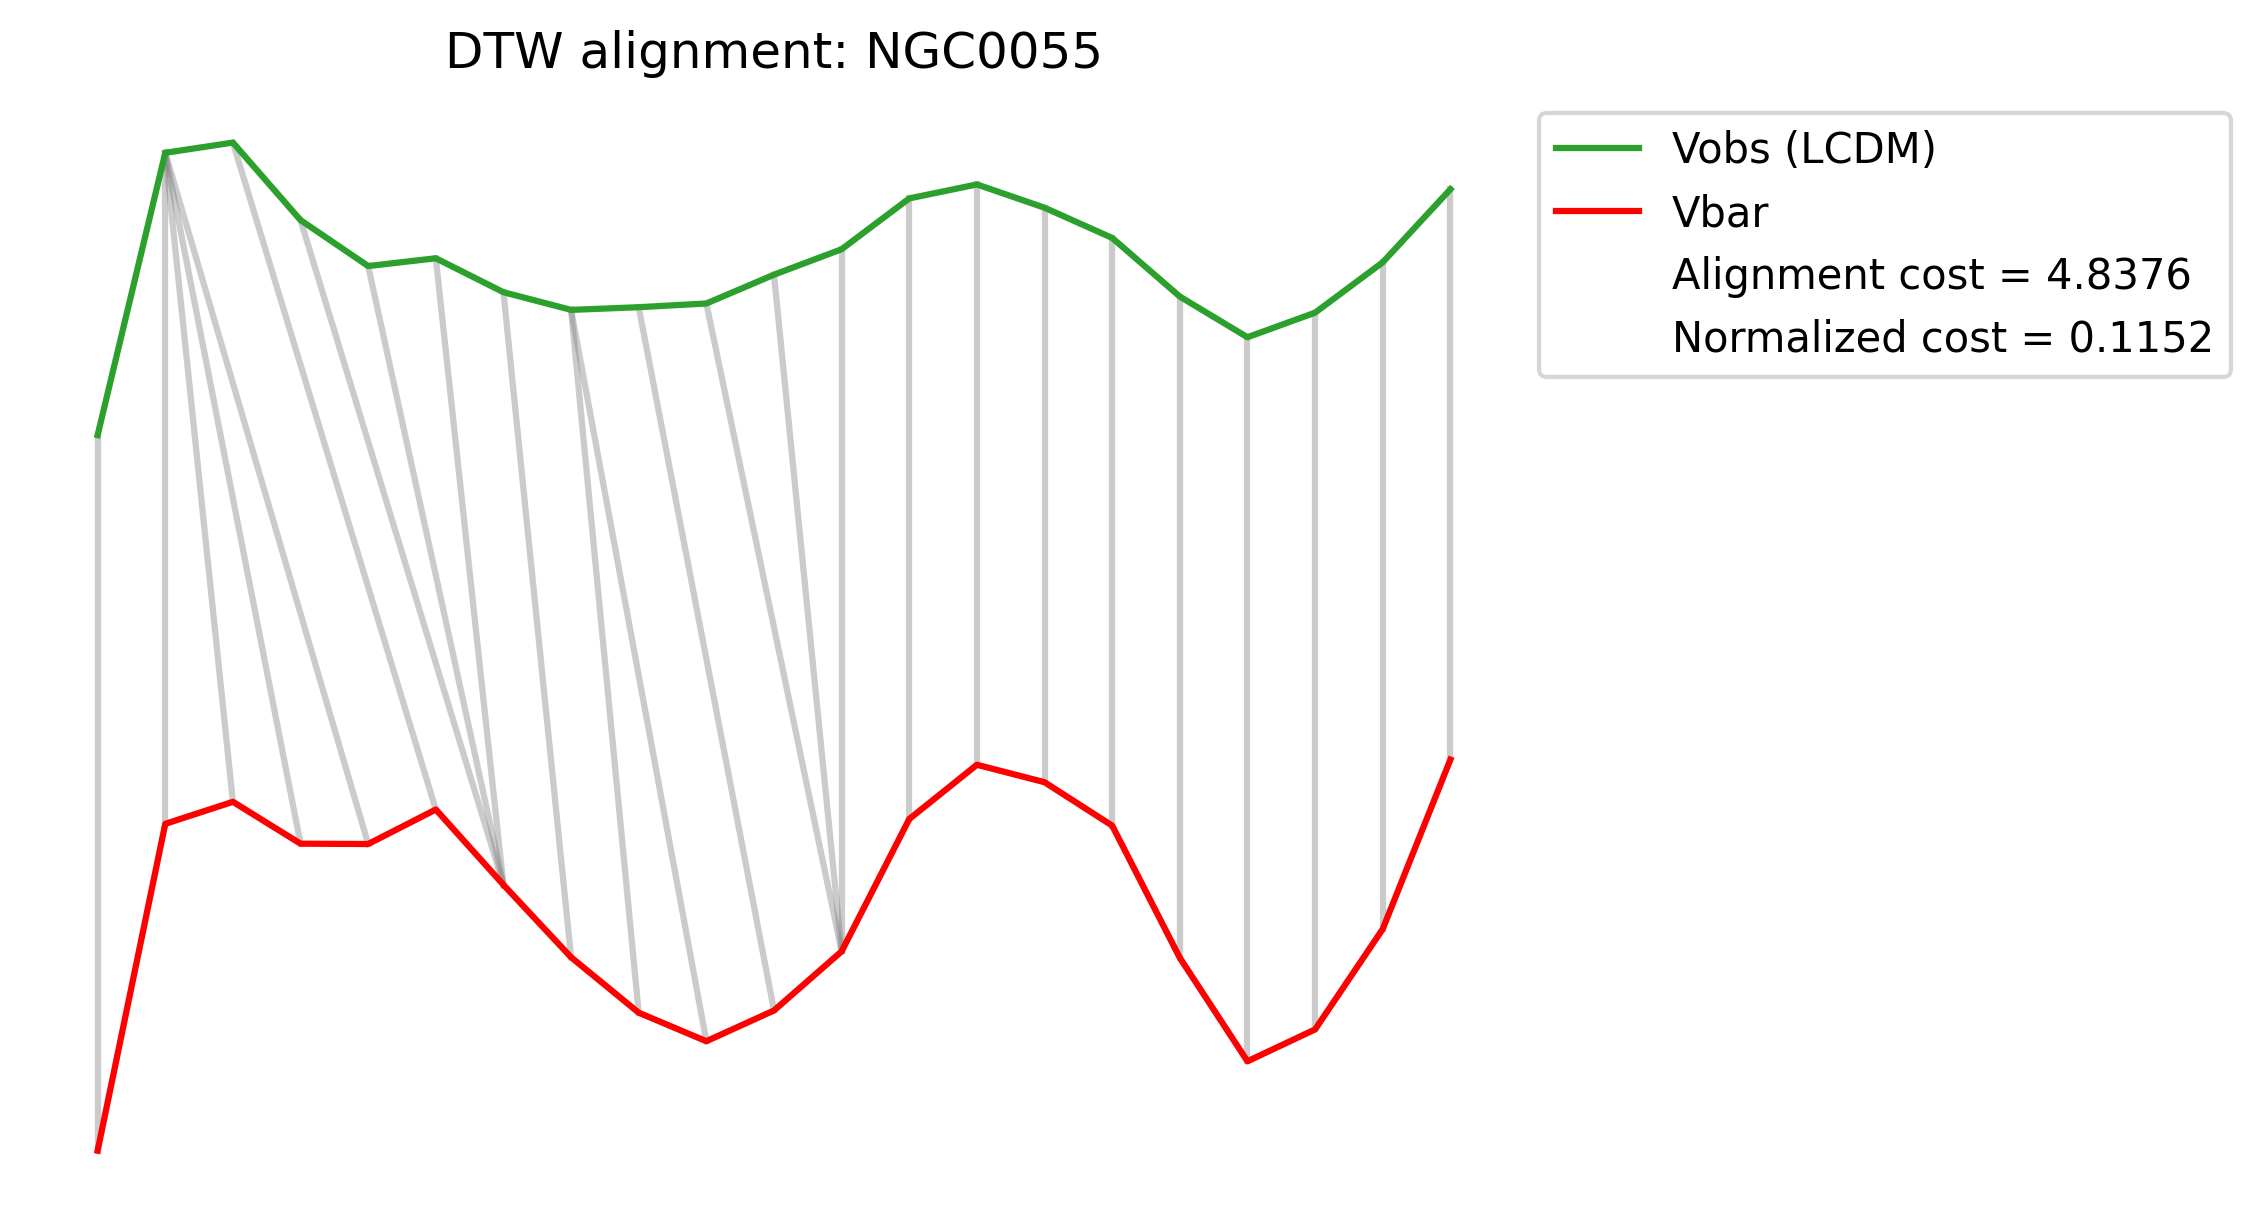 DTW alignment: NGC0055
Vobs (LCDM)
Vbar
Alignment cost = 4.8376
Normalized cost = 0.1152